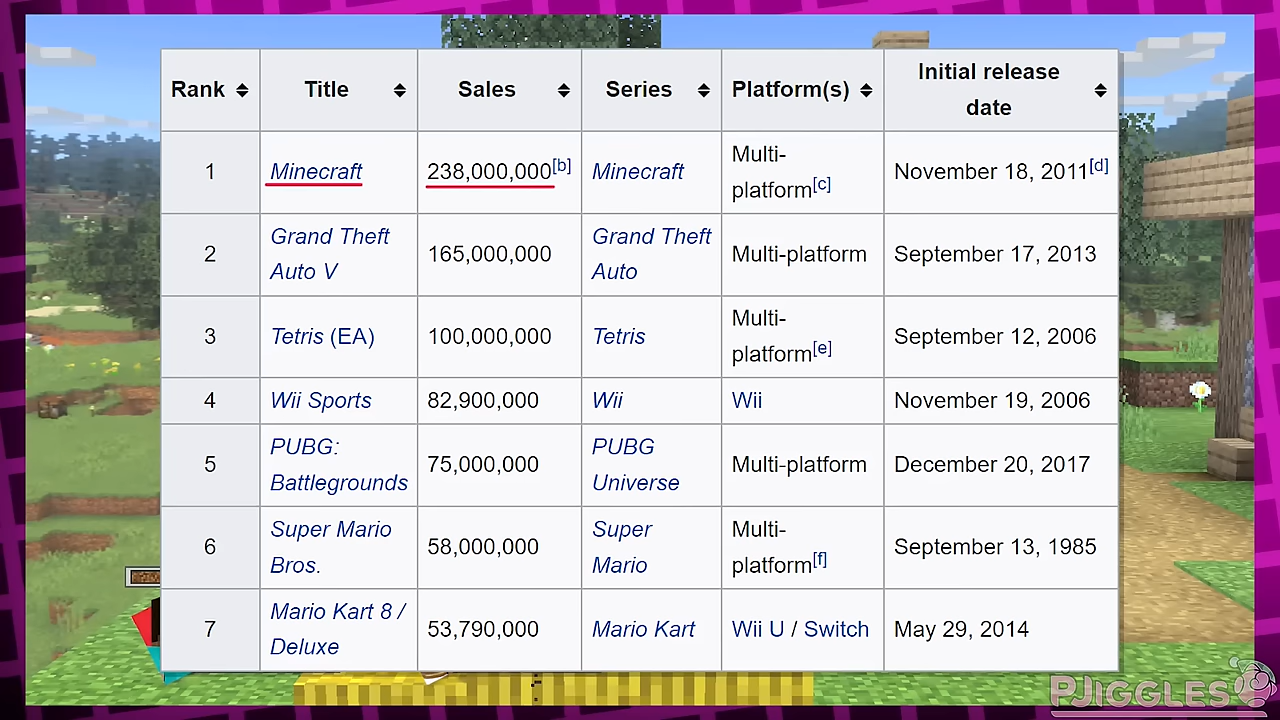 Rank Title Sales Series Platform(s) Initial release
date
1 Minecraft 238,000,000[b] Minecraft Multi-
platform[c] November 18, 2011[d]
2 Grand Theft
Auto V 165,000,000 Grand Theft
Auto Multi-platform September 17, 2013
3 Tetris (EA) 100,000,000 Tetris Multi-
platform[e] September 12, 2006
4 Wii Sports 82,900,000 Wii Wii November 19, 2006
5 PUBG:
Battlegrounds 75,000,000 PUBG
Universe Multi-platform December 20, 2017
6 Super Mario
Bros. 58,000,000 Super
Mario Multi-
platform[f] September 13, 1985
7 Mario Kart 8 /
Deluxe 53,790,000 Mario Kart Wii U / Switch May 29, 2014
PJIGGLES